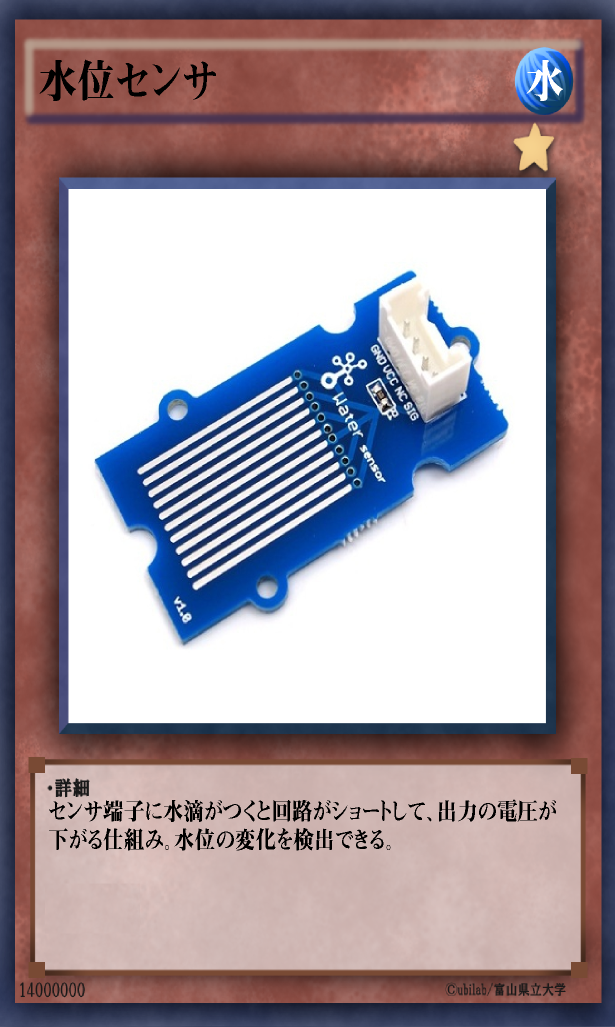 水位センサ
水
GND VCC NC SIG
Water sensor
v1.0
・詳細
センサ端子に水滴がつくと回路がショートして、出力の電圧が
下がる仕組み。水位の変化を検出できる。
14000000
©ubilab/富山県立大学